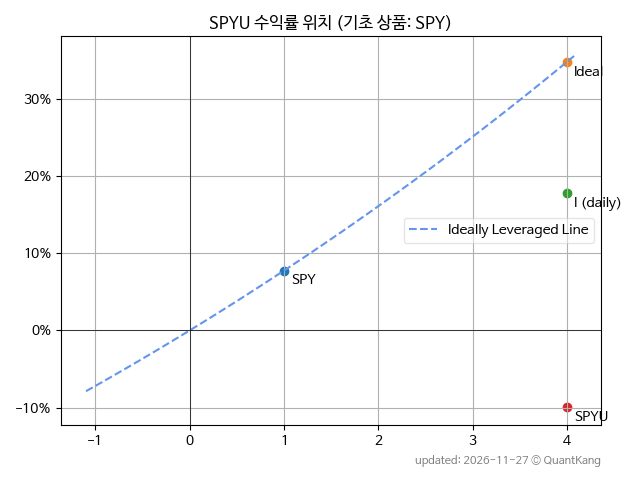 SPYU 수익률 위치 (기초 상품: SPY)
Ideal
30%
20%
I (daily)
Ideally Leveraged Line
10%
SPY
0%
-10%
SPYU
-1 0 1 2 3 4
updated: 2026-11-27 © QuantKang